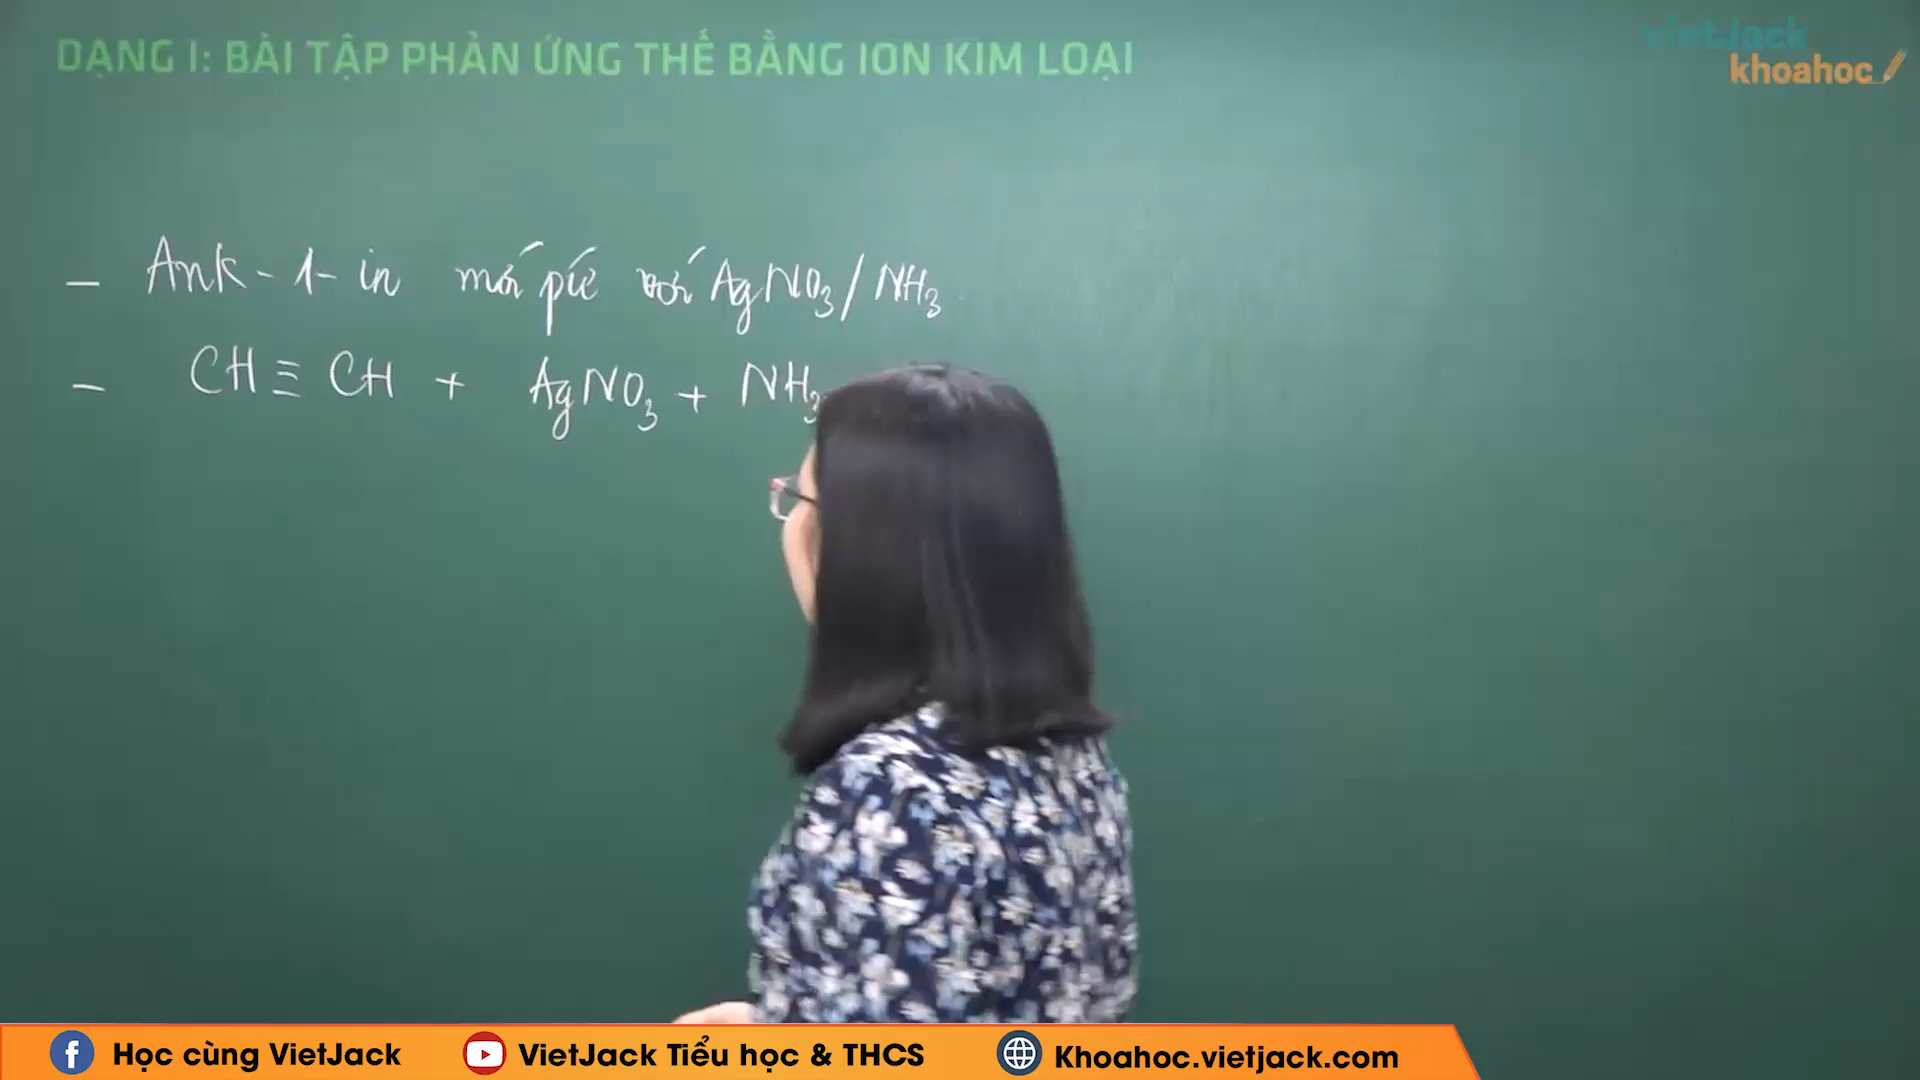 DẠNG I: BÀI TẬP PHẢN ỨNG THẾ BẰNG ION KIM LOẠI
vietJack
khoahoc
- Ank-1-in mới pứ với AgNO3/NH3
- CH≡CH + AgNO3 + NH3
Học cùng VietJack
VietJack Tiểu học & THCS
Khoahoc.vietjack.com